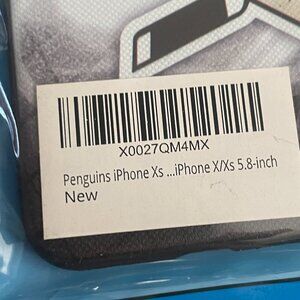 X0027QM4MX
Penguins iPhone Xs ...iPhone X/Xs 5.8-inch
New